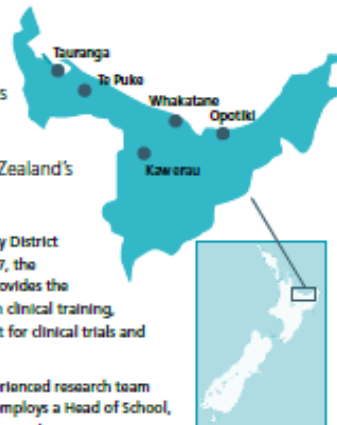 Tauranga
Te Puke
s
Whakatane
Opotiki
Zealand's
Kawerau
y District
7, the
ovides the
n clinical training,
t for clinical trials and
rienced research team
mploys a Head of School,